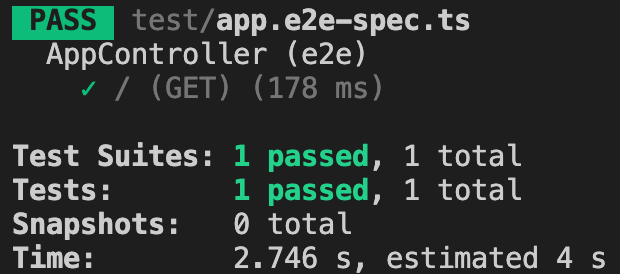 PASS test/app.e2e-spec.ts
AppController (e2e)
✓ / (GET) (178 ms)
Test Suites: 1 passed, 1 total
Tests: 1 passed, 1 total
Snapshots: 0 total
Time: 2.746 s, estimated 4 s